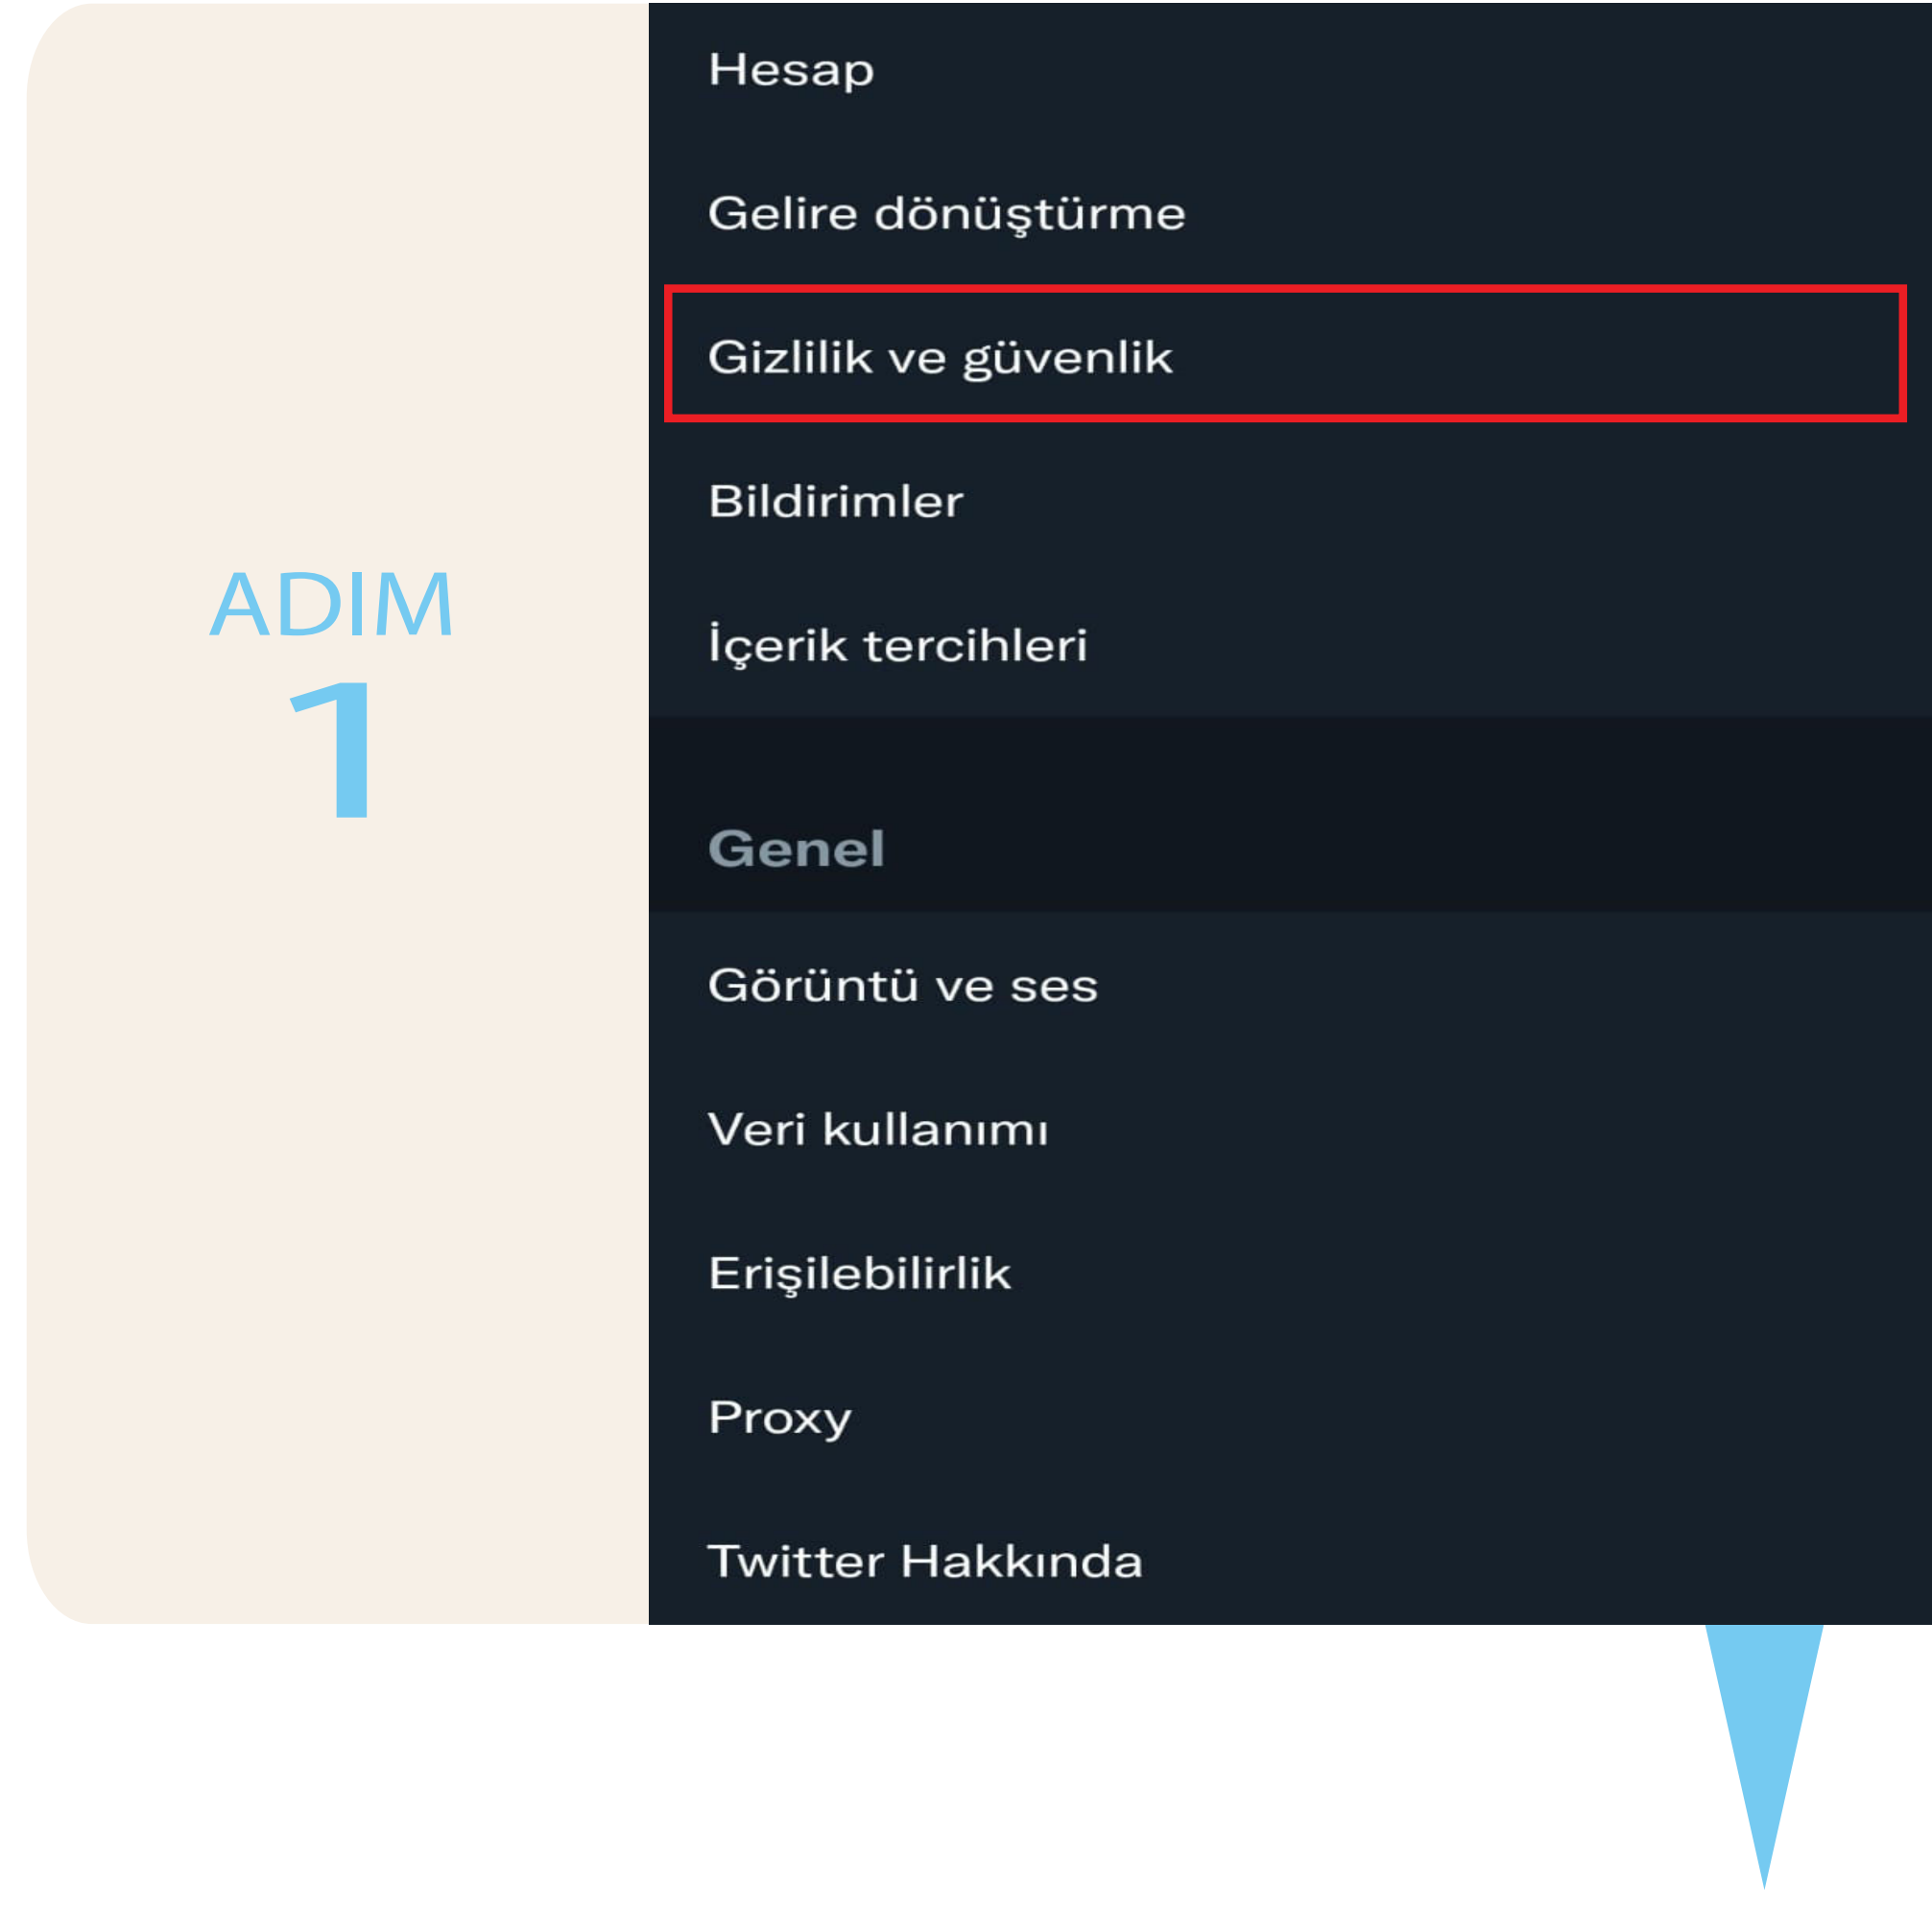 ADIM
1
Hesap
Gelire dönüştürme
Gizlilik ve güvenlik
Bildirimler
İçerik tercihleri
Genel
Görüntü ve ses
Veri kullanımı
Erişilebilirlik
Proxy
Twitter Hakkında